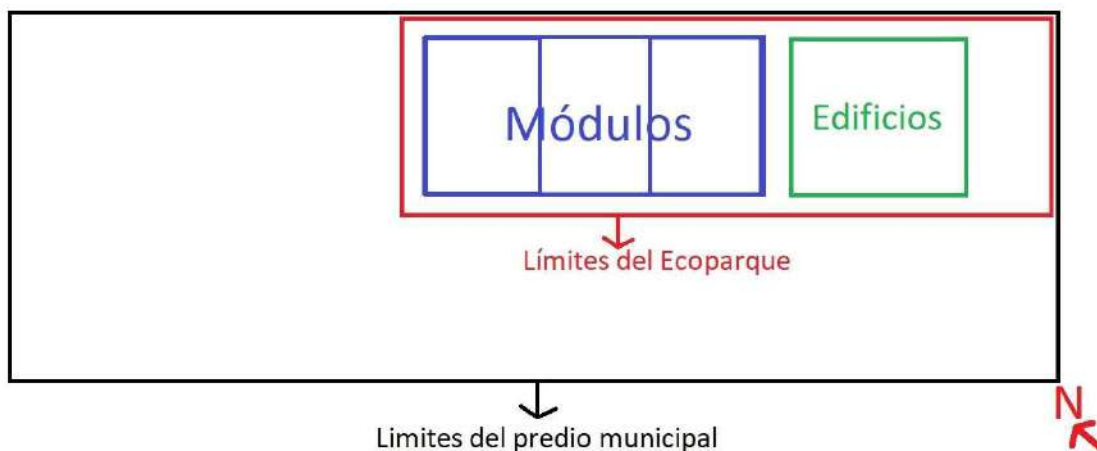 Módulos
Edificios
Límites del Ecoparque
N
Limites del predio municipal